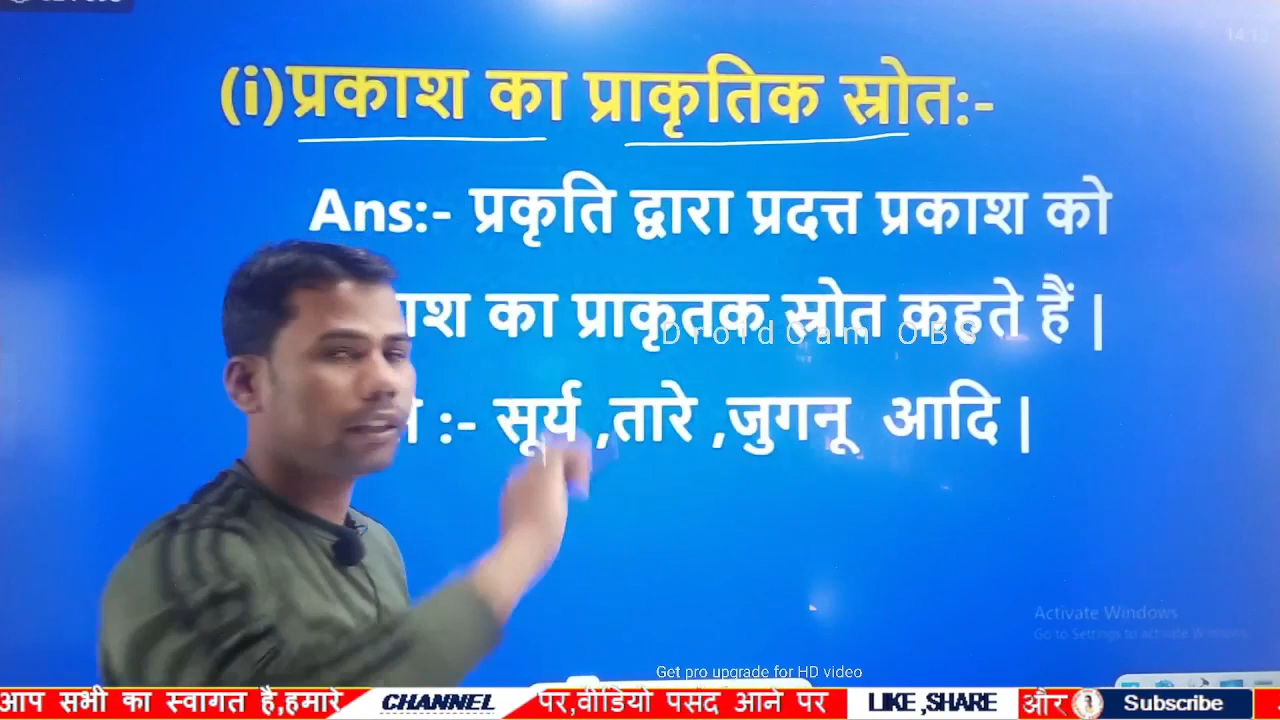 (i)प्रकाश का प्राकृतिक स्रोत:-
Ans:- प्रकृति द्वारा प्रदत्त प्रकाश को
ाश का प्राकृतक स्रोत कहते हैं |
DroidCam OBS
:- सूर्य ,तारे ,जुगनू आदि |
Activate Windows
Go to Settings to activate Windows.
Get pro upgrade for HD video
आप सभी का स्वागत है,हमारे CHANNEL पर,वीडियो पसंद आने पर LIKE ,SHARE और Subscribe